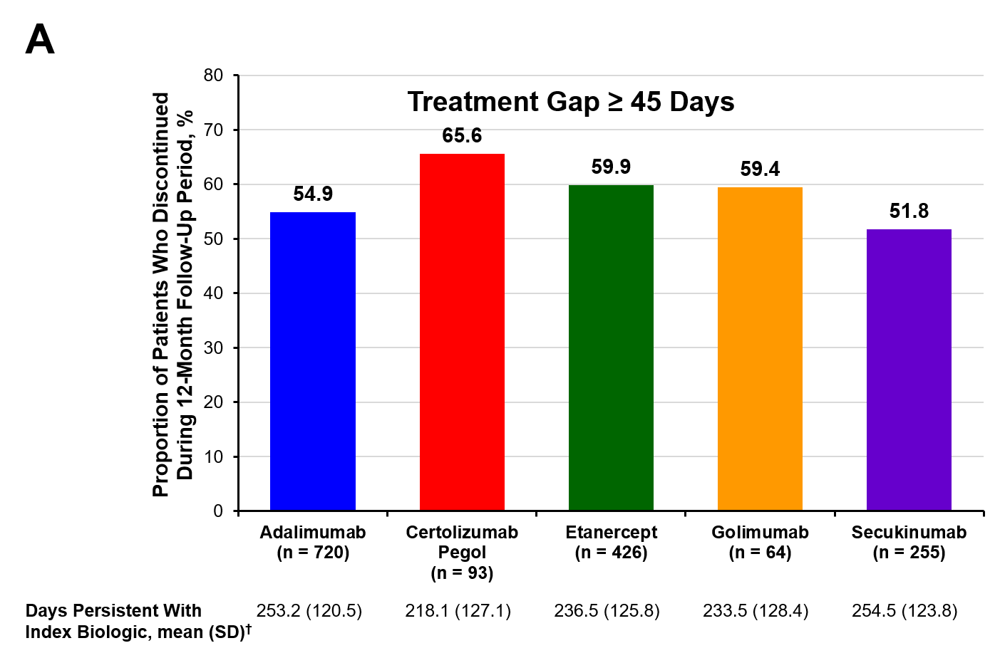 A
Treatment Gap ≥ 45 Days
Proportion of Patients Who Discontinued
During 12-Month Follow-Up Period, %
80
70
60
50
40
30
20
10
0
54.9
65.6
59.9
59.4
51.8
Adalimumab
(n = 720)
Certolizumab
Pegol
(n = 93)
Etanercept
(n = 426)
Golimumab
(n = 64)
Secukinumab
(n = 255)
Days Persistent With
Index Biologic, mean (SD)†
253.2 (120.5)
218.1 (127.1)
236.5 (125.8)
233.5 (128.4)
254.5 (123.8)